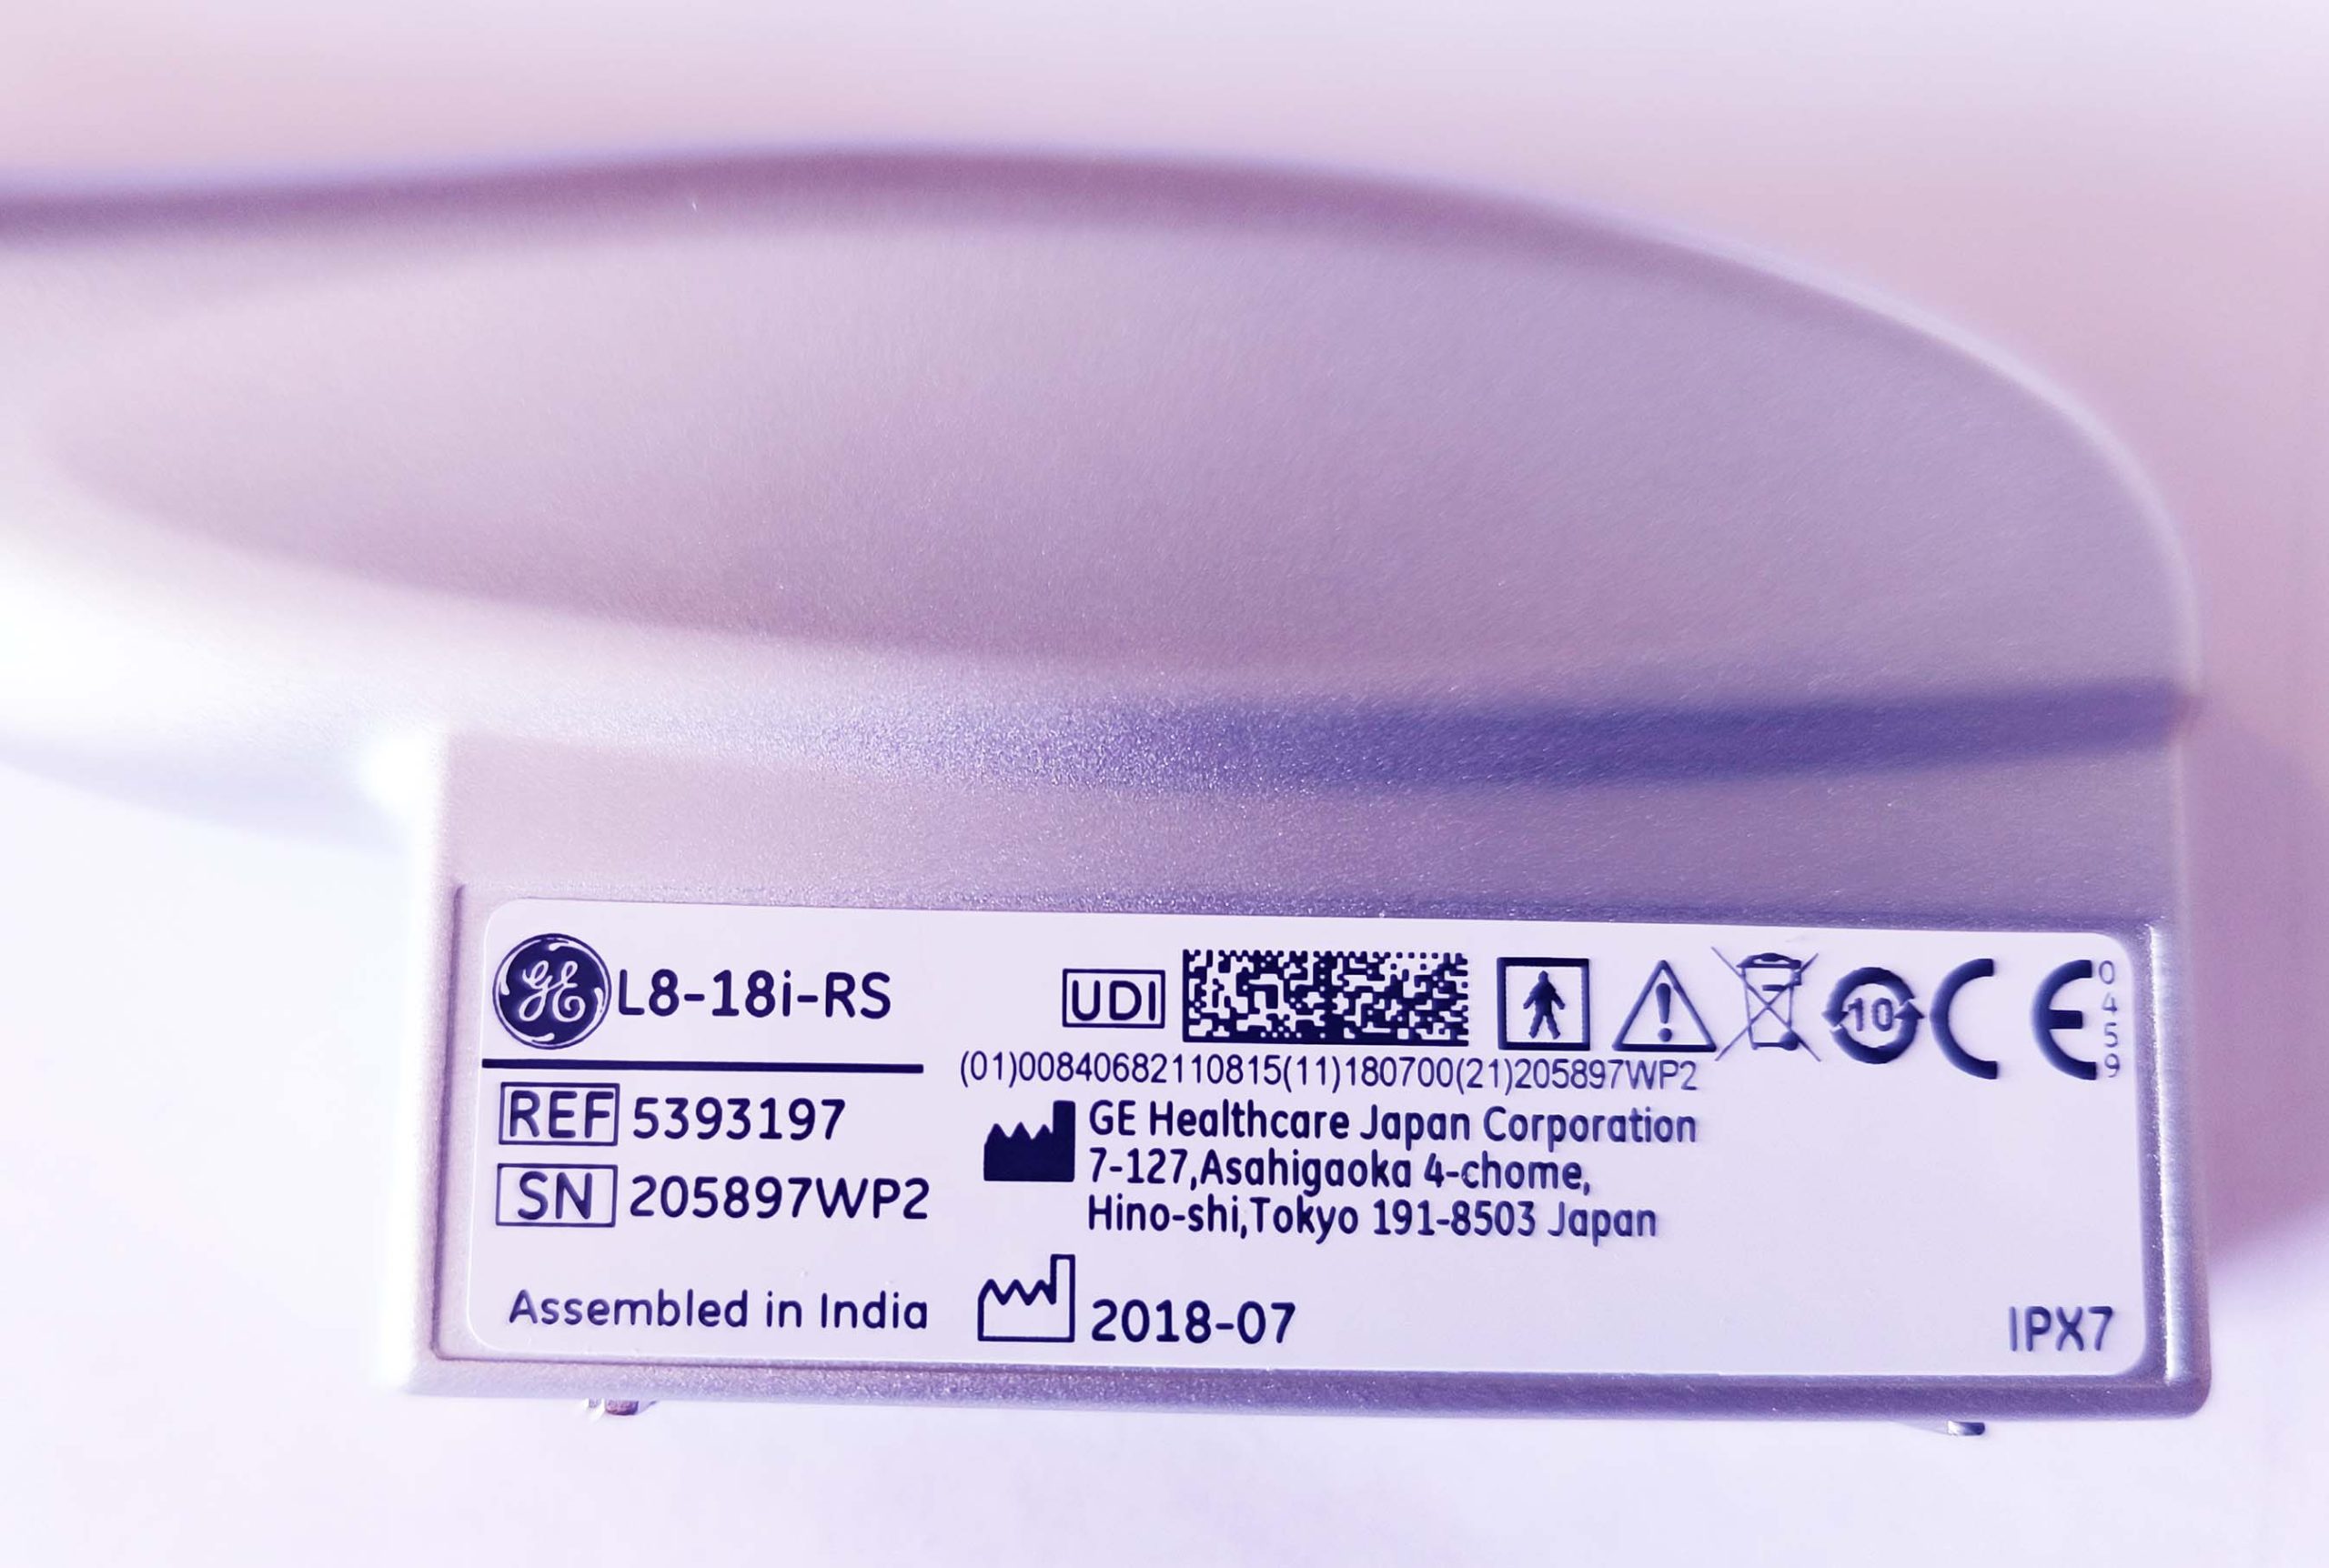 GE L8-18i-RS
REF 5393197
SN 205897WP2
Assembled in India
UDI
(01)00840682110815(11)180700(21)205897WP2
GE Healthcare Japan Corporation
7-127,Asahigaoka 4-chome,
Hino-shi,Tokyo 191-8503 Japan
2018-07
10
CE
0459
IPX7